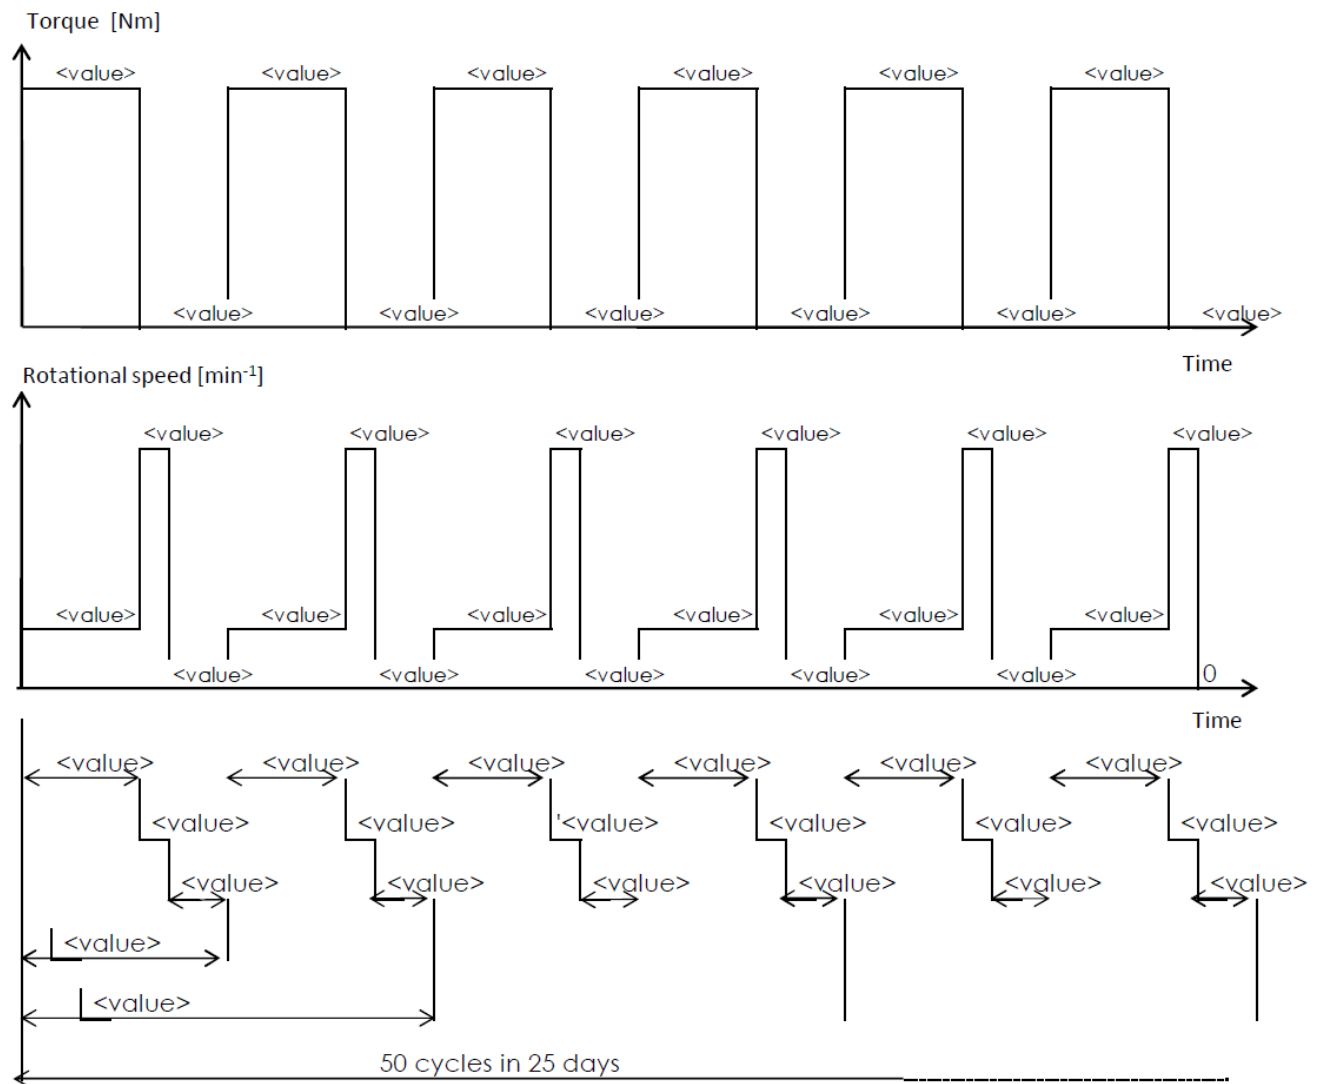 Torque [Nm]
<value> <value> <value> <value> <value> <value>
<value> <value> <value> <value> <value> <value>
Time
Rotational speed [min-1]
<value> <value> <value> <value> <value> <value>
<value> <value> <value> <value> <value> <value>
<value> <value> <value> <value> <value> 0
Time
<value> <value> <value> <value> <value> <value>
<value> <value> '<value> <value> <value> <value>
<value> <value> <value> <value> <value> <value>
<value>
<value>
50 cycles in 25 days